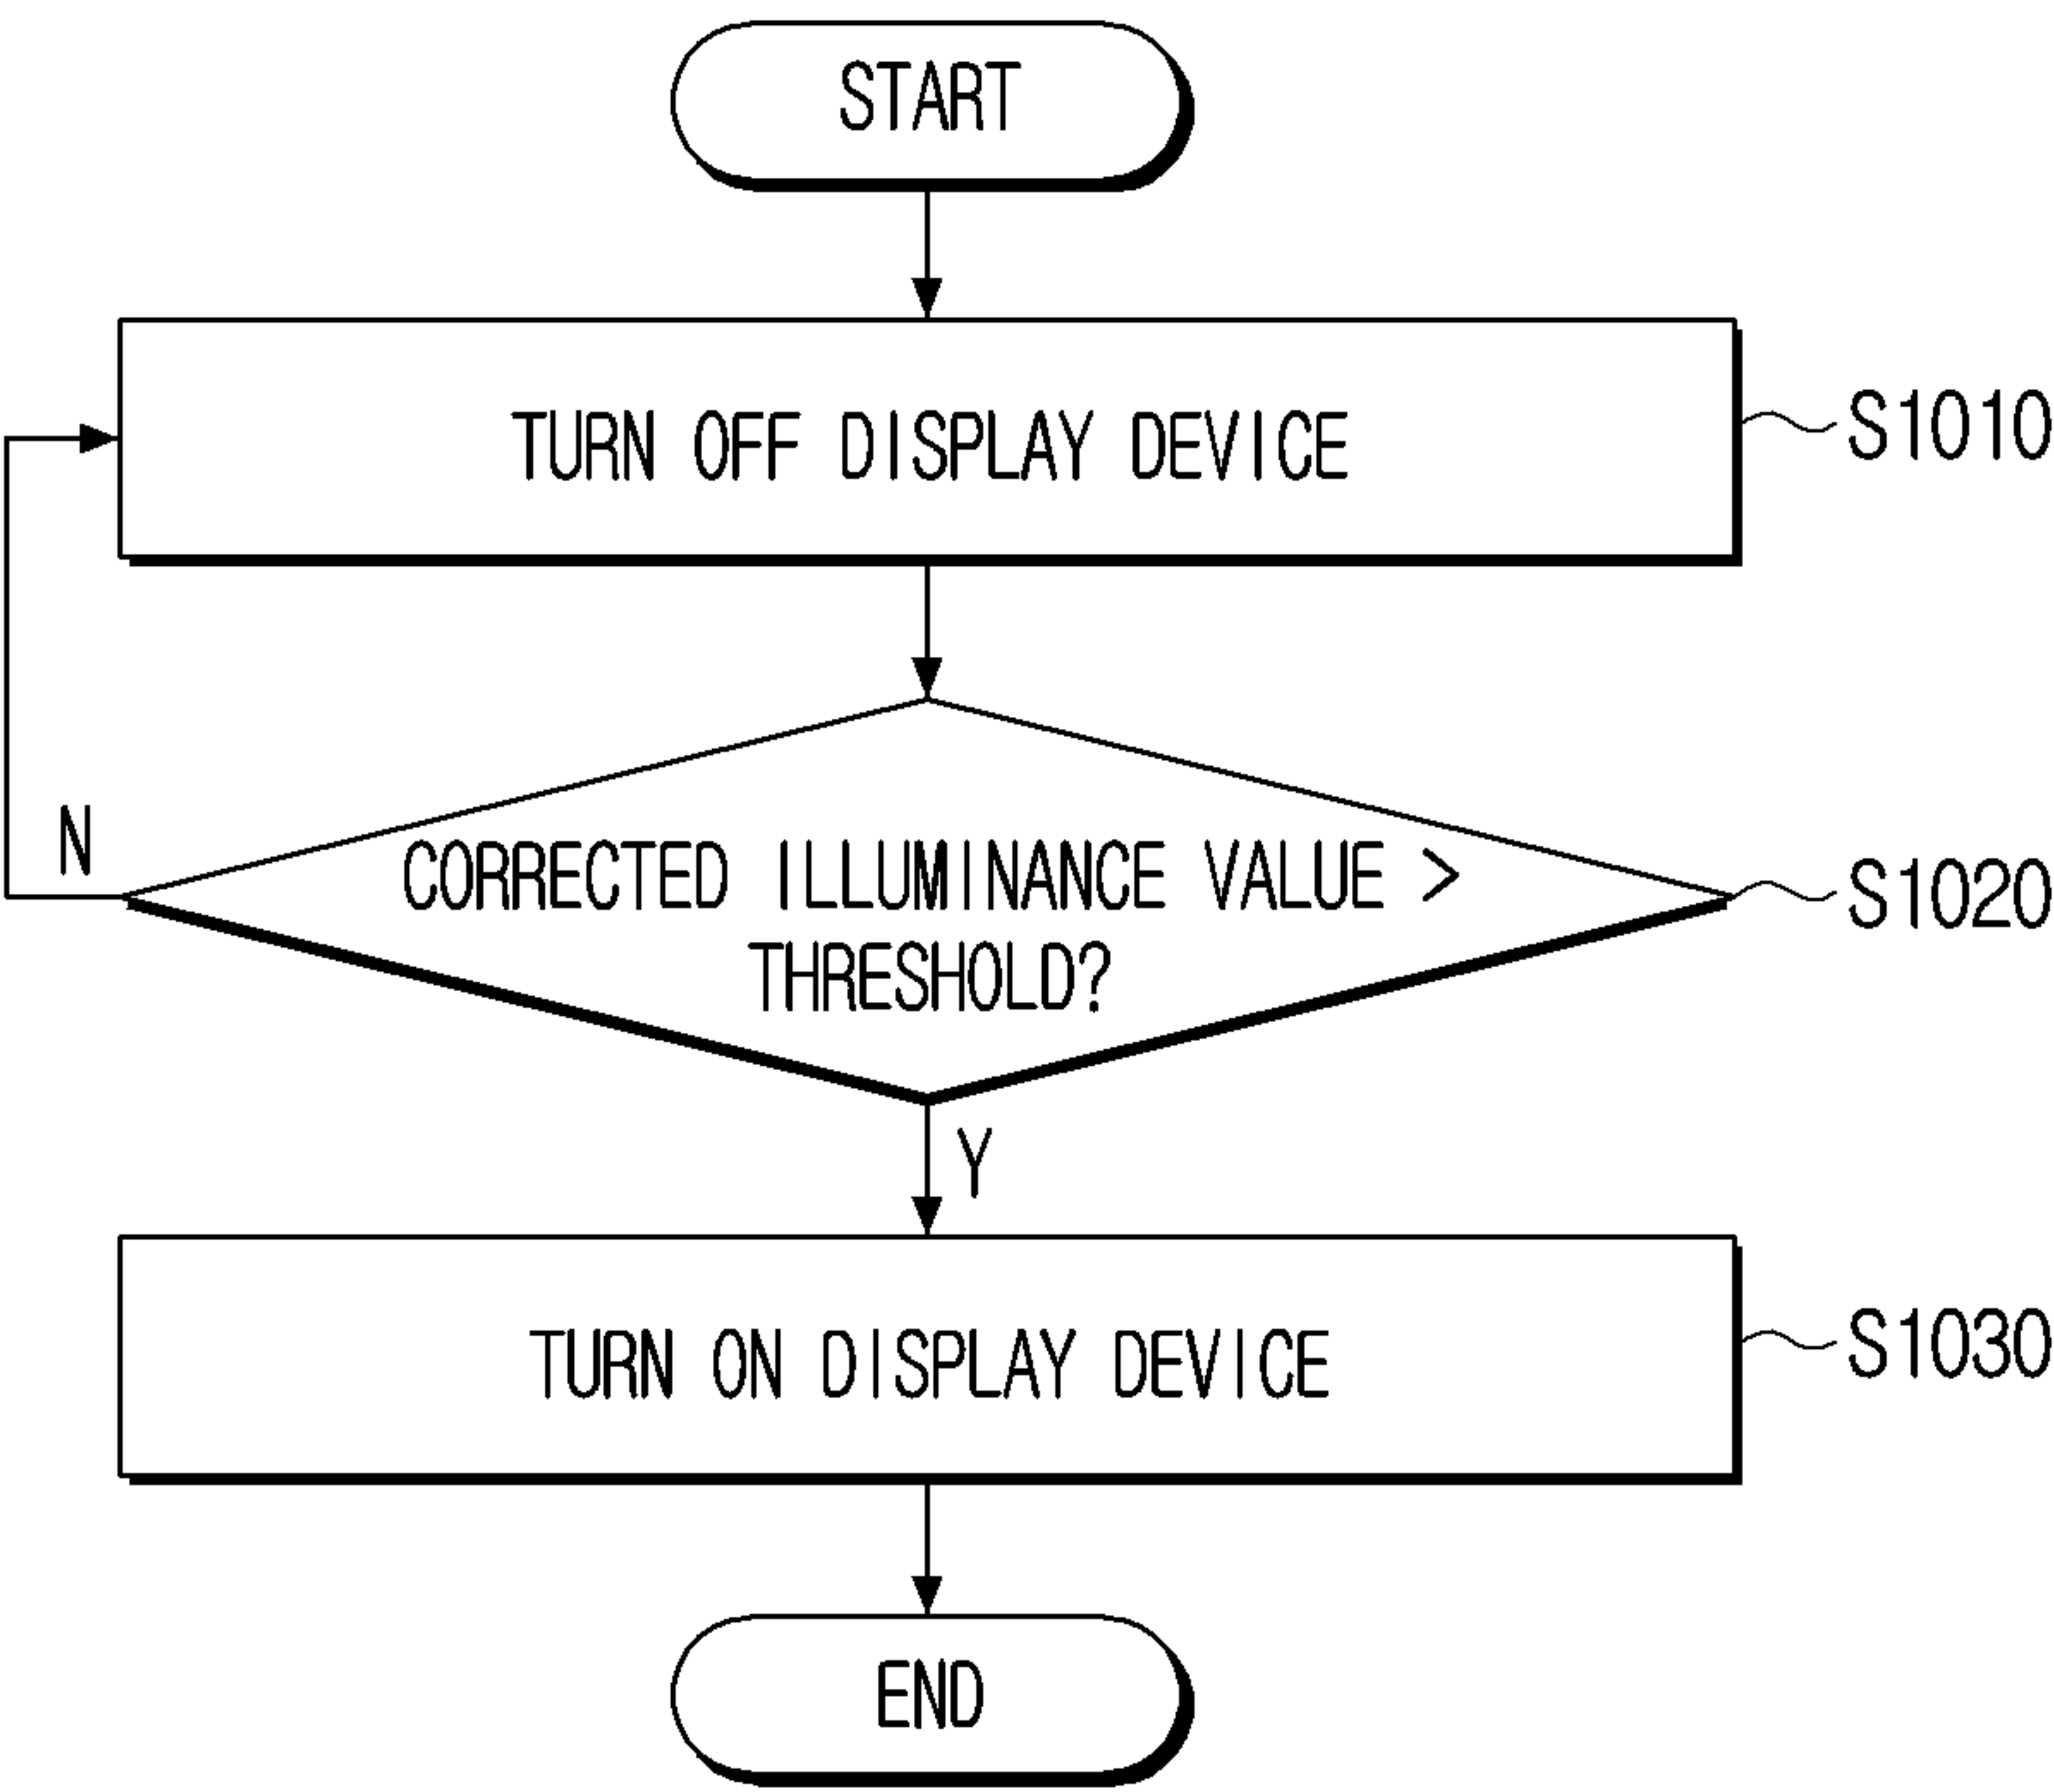 START
TURN OFF DISPLAY DEVICE
S1010
N
CORRECTED ILLUMINANCE VALUE >
THRESHOLD?
S1020
Y
TURN ON DISPLAY DEVICE
S1030
END